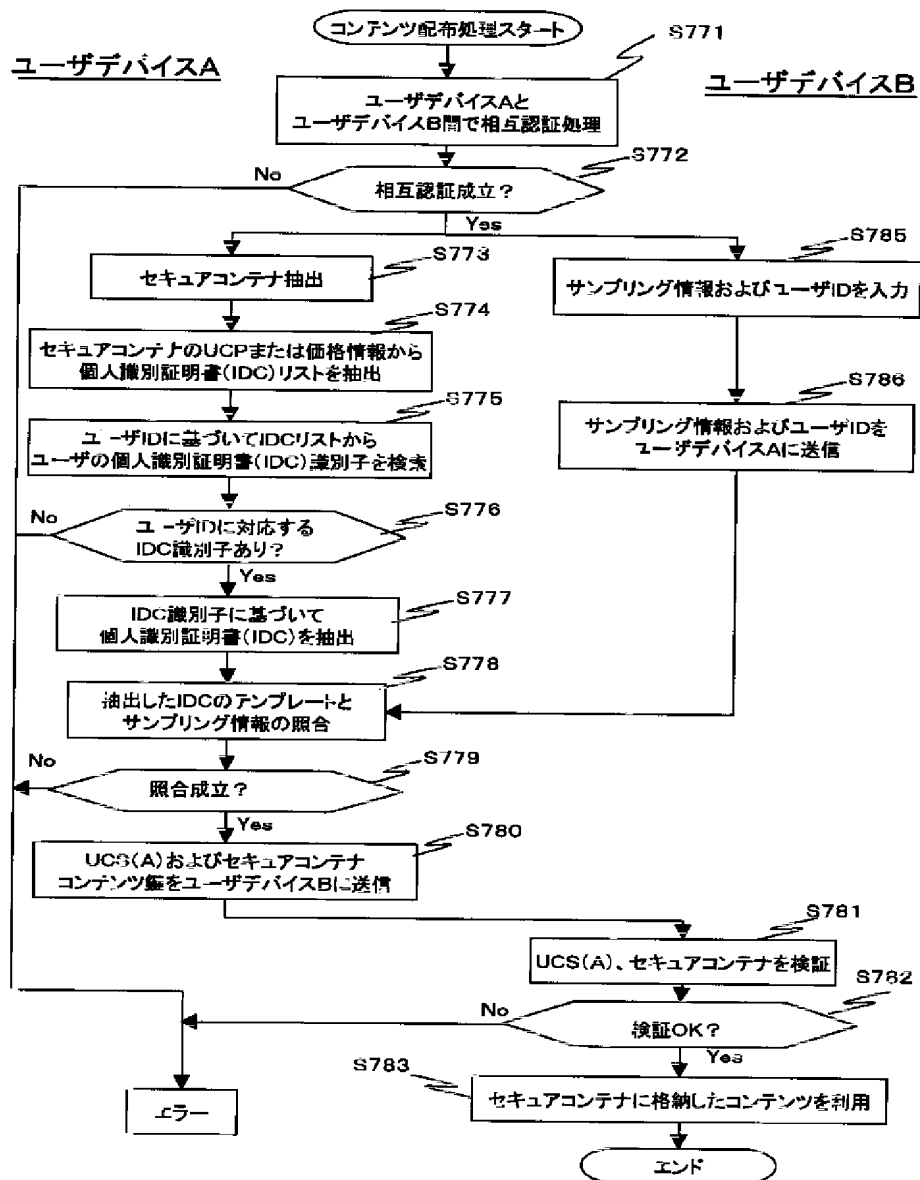 コンテンツ配布処理スタート
S771
ユーザデバイスA
ユーザデバイスB
ユーザデバイスAと
ユーザデバイスB間で相互認証処理
S772
No
相互認証成立?
Yes
S773
セキュアコンテナ抽出
S785
サンプリング情報およびユーザIDを入力
S774
セキュアコンテナのUCPまたは価格情報から
個人識別証明書(IDC)リストを抽出
S775
ユーザIDに基づいてIDCリストから
ユーザの個人識別証明書(IDC)識別子を検索
S786
サンプリング情報およびユーザIDを
ユーザデバイスAに送信
S776
No
ユーザIDに対応する
IDC識別子あり?
Yes
S777
IDC識別子に基づいて
個人識別証明書(IDC)を抽出
S778
抽出したIDCのテンプレートと
サンプリング情報の照合
S779
No
照合成立?
Yes
S780
UCS(A)およびセキュアコンテナ
コンテンツ鍵をユーザデバイスBに送信
S781
UCS(A)、セキュアコンテナを検証
S782
No
検証OK?
Yes
S783
セキュアコンテナに格納したコンテンツを利用
エラー
エンド